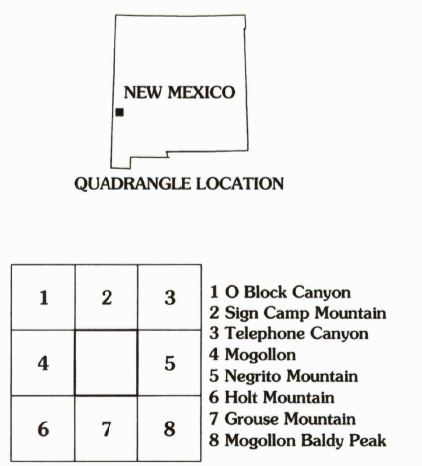 NEW MEXICO
QUADRANGLE LOCATION
1 2 3
4 5
6 7 8
1 O Block Canyon
2 Sign Camp Mountain
3 Telephone Canyon
4 Mogollon
5 Negrito Mountain
6 Holt Mountain
7 Grouse Mountain
8 Mogollon Baldy Peak